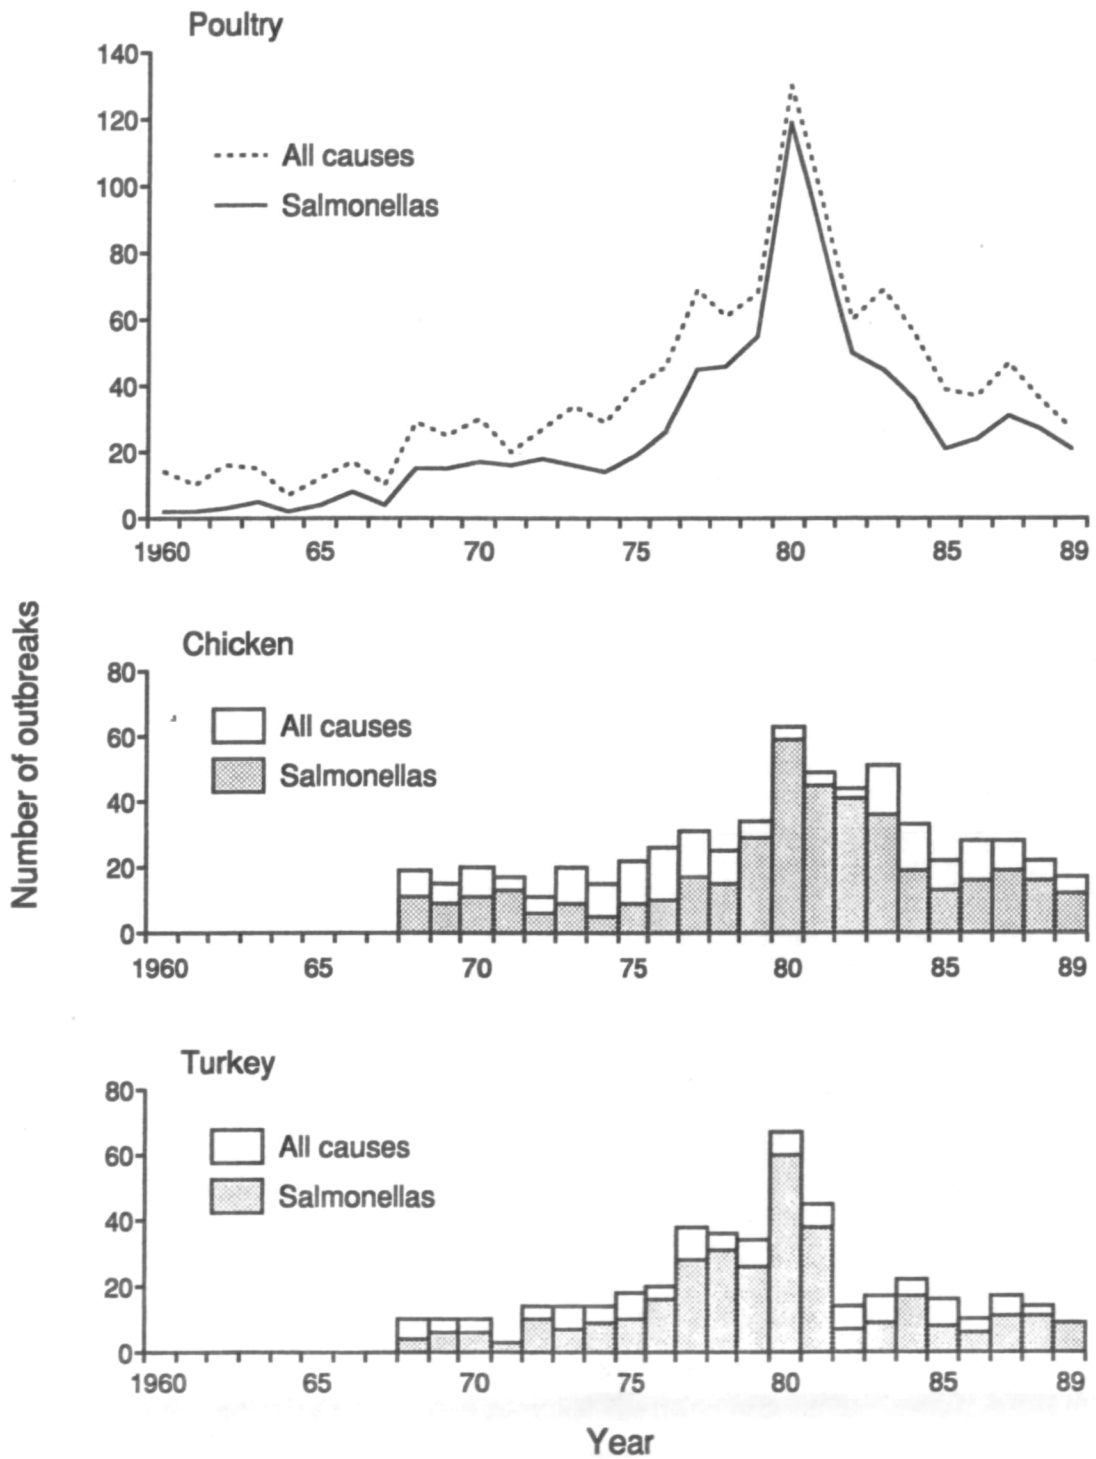 Poultry
140
120
100
80
60
40
20
0
All causes
Salmonellas
1960 65 70 75 80 85 89
Number of outbreaks
Chicken
80
60
40
20
0
All causes
Salmonellas
1960 65 70 75 80 85 89
Turkey
80
60
40
20
0
All causes
Salmonellas
1960 65 70 75 80 85 89
Year